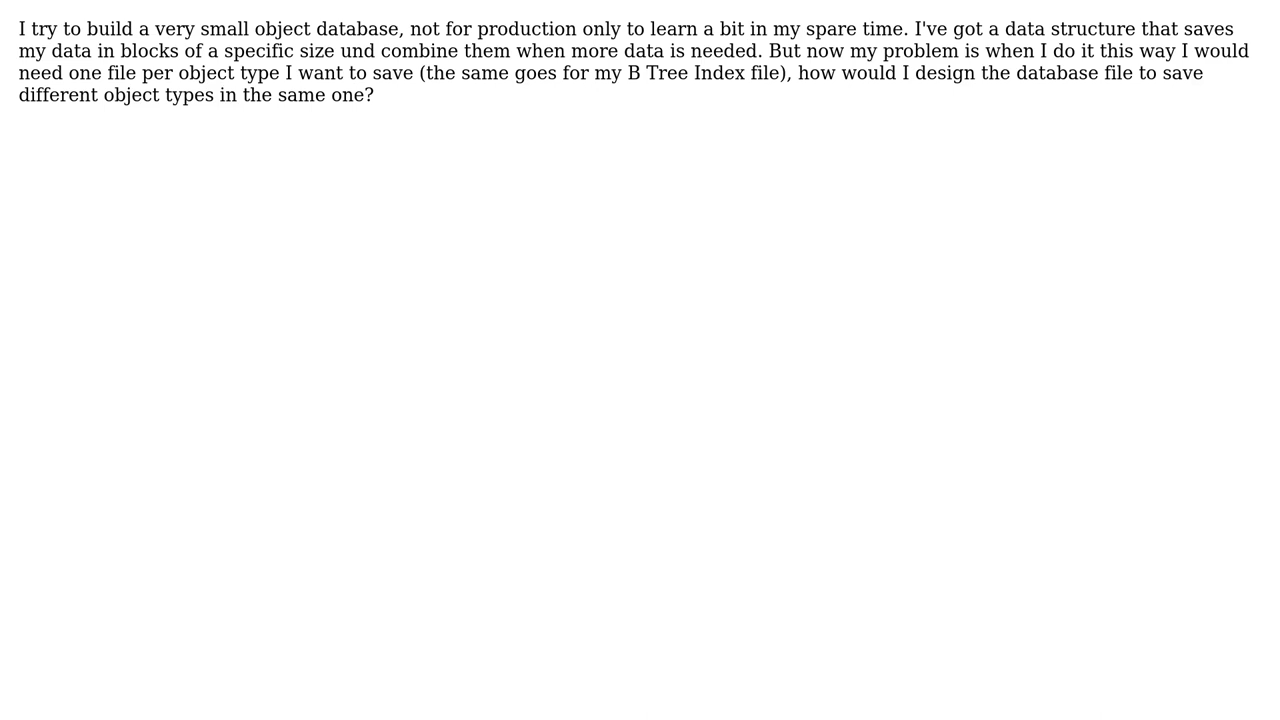 I try to build a very small object database, not for production only to learn a bit in my spare time. I've got a data structure that saves
my data in blocks of a specific size und combine them when more data is needed. But now my problem is when I do it this way I would
need one file per object type I want to save (the same goes for my B Tree Index file), how would I design the database file to save
different object types in the same one?